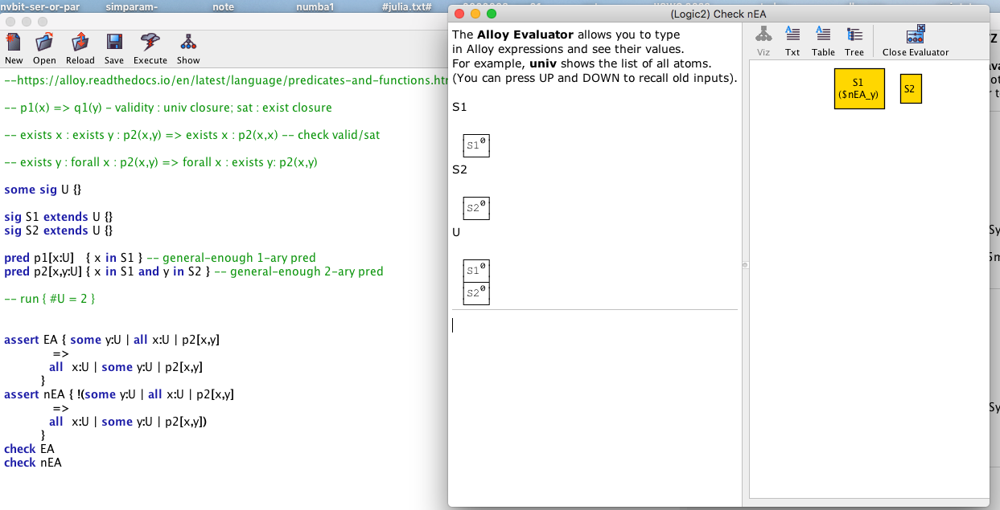 nvbit-ser-or-par simparam- note numba1 #julia.txt#
(Logic2) Check nEA
New Open Reload Save Execute Show
--https://alloy.readthedocs.io/en/latest/language/predicates-and-functions.htm
-- p1(x) => q1(y) - validity : univ closure; sat : exist closure
-- exists x : exists y : p2(x,y) => exists x : p2(x,x) -- check valid/sat
-- exists y : forall x : p2(x,y) => forall x : exists y: p2(x,y)
some sig U {}
sig S1 extends U {}
sig S2 extends U {}
pred p1[x:U]   { x in S1 } -- general-enough 1-ary pred
pred p2[x,y:U] { x in S1 and y in S2 } -- general-enough 2-ary pred
-- run { #U = 2 }
assert EA { some y:U | all x:U | p2[x,y]
=>
all  x:U | some y:U | p2[x,y]
}
assert nEA { !(some y:U | all x:U | p2[x,y]
=>
all  x:U | some y:U | p2[x,y])
}
check EA
check nEA
The Alloy Evaluator allows you to type
in Alloy expressions and see their values.
For example, univ shows the list of all atoms.
(You can press UP and DOWN to recall old inputs).
S1
S1⁰
S2
S2⁰
U
S1⁰
S2⁰
Viz Txt Table Tree Close Evaluator
S1
($nEA_y)
S2